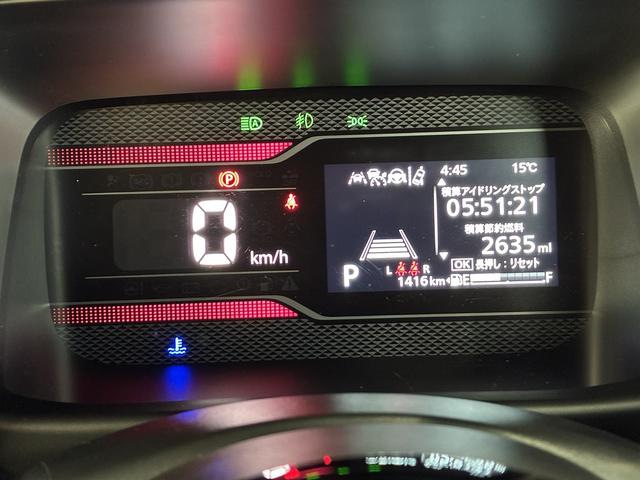 A
4:45 15℃
積算アイドリングストップ
05:51:21
積算節約燃料
2635ml
OK 長押し:リセット
P
0 km/h
P
L R
1416km E F